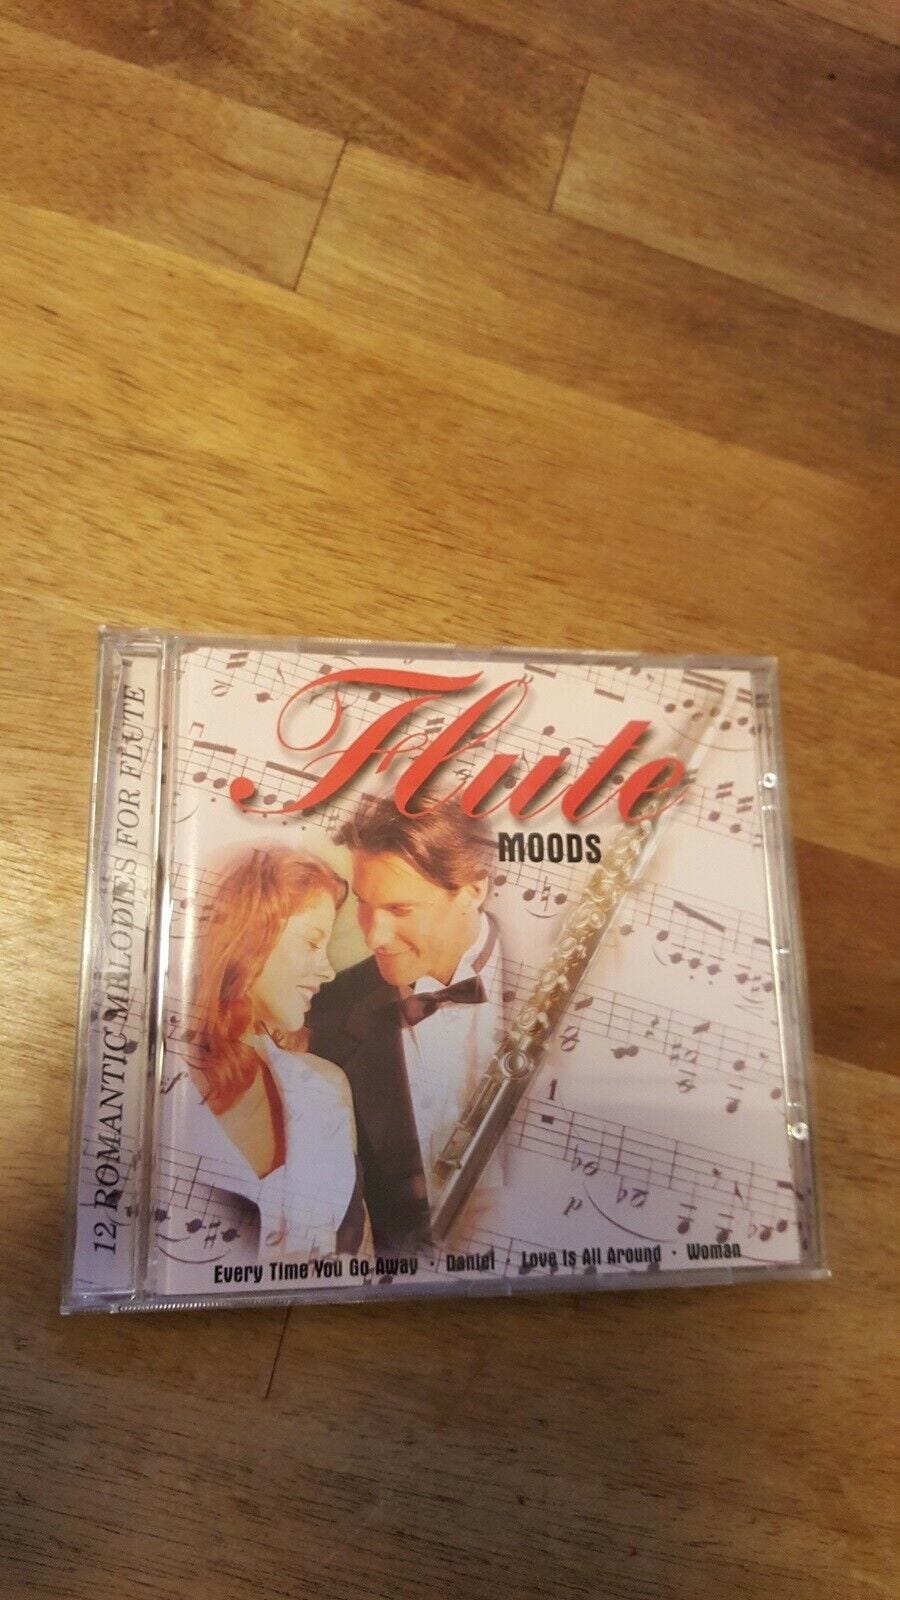 12 ROMANTIC MELODIES FOR FLUTE
Flute
MOODS
Every Time You Go Away · Daniel · Love Is All Around · Woman